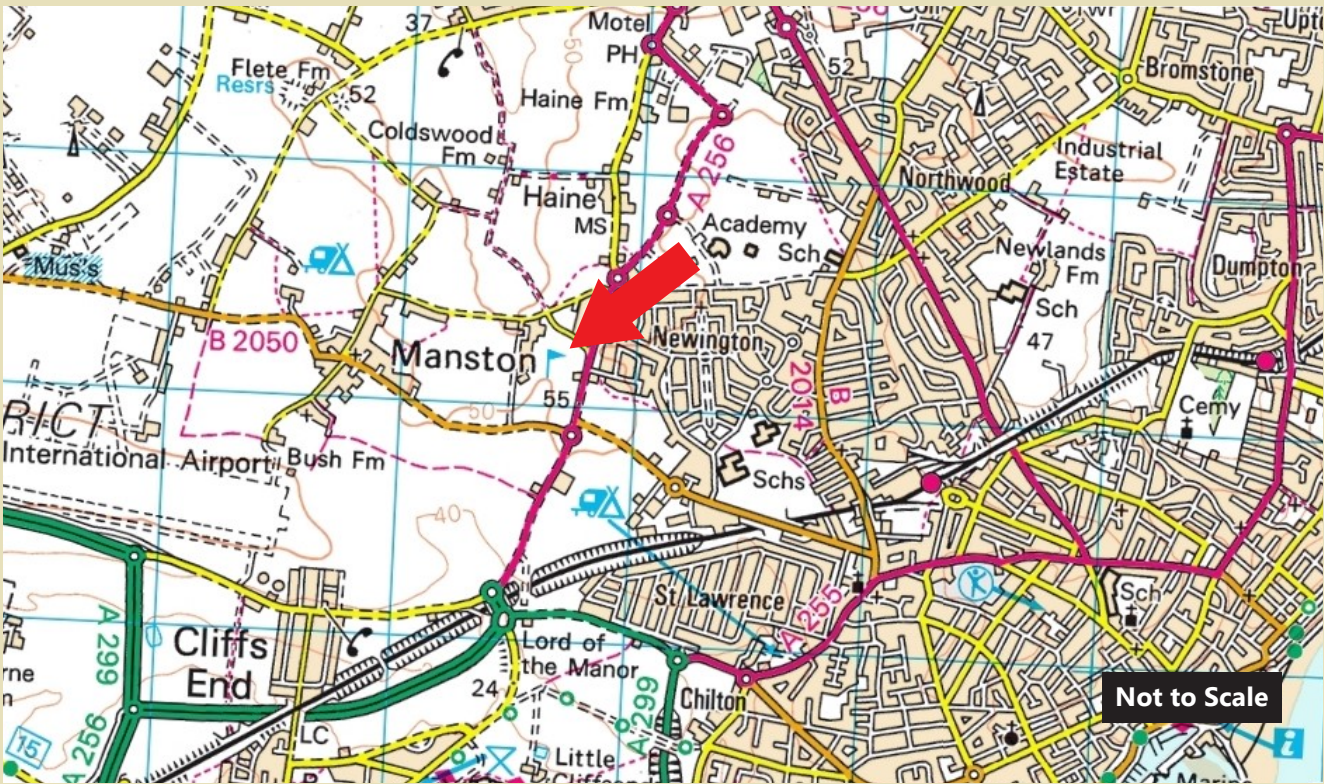 37
Motel
PH
52
Uptc
Flete Fm
Resrs
52
50
Haine Fm
Bromstone
Coldswood
Fm
A 256
Industrial
Estate
Haine
MS
Northwood
Academy
Sch
Newlands
Fm
Mus's
Dumpton
Sch
47
B 2050
Manston
Newington
B
2014
55
50
Cemy
RICT
International Airport
Bush Fm
Schs
40
St Lawrence
A 255
Sch
A 299
Cliffs
End
Lord of
the Manor
24
Chilton
A 299
Not to Scale
rne
n
15
A 256
LC
Little